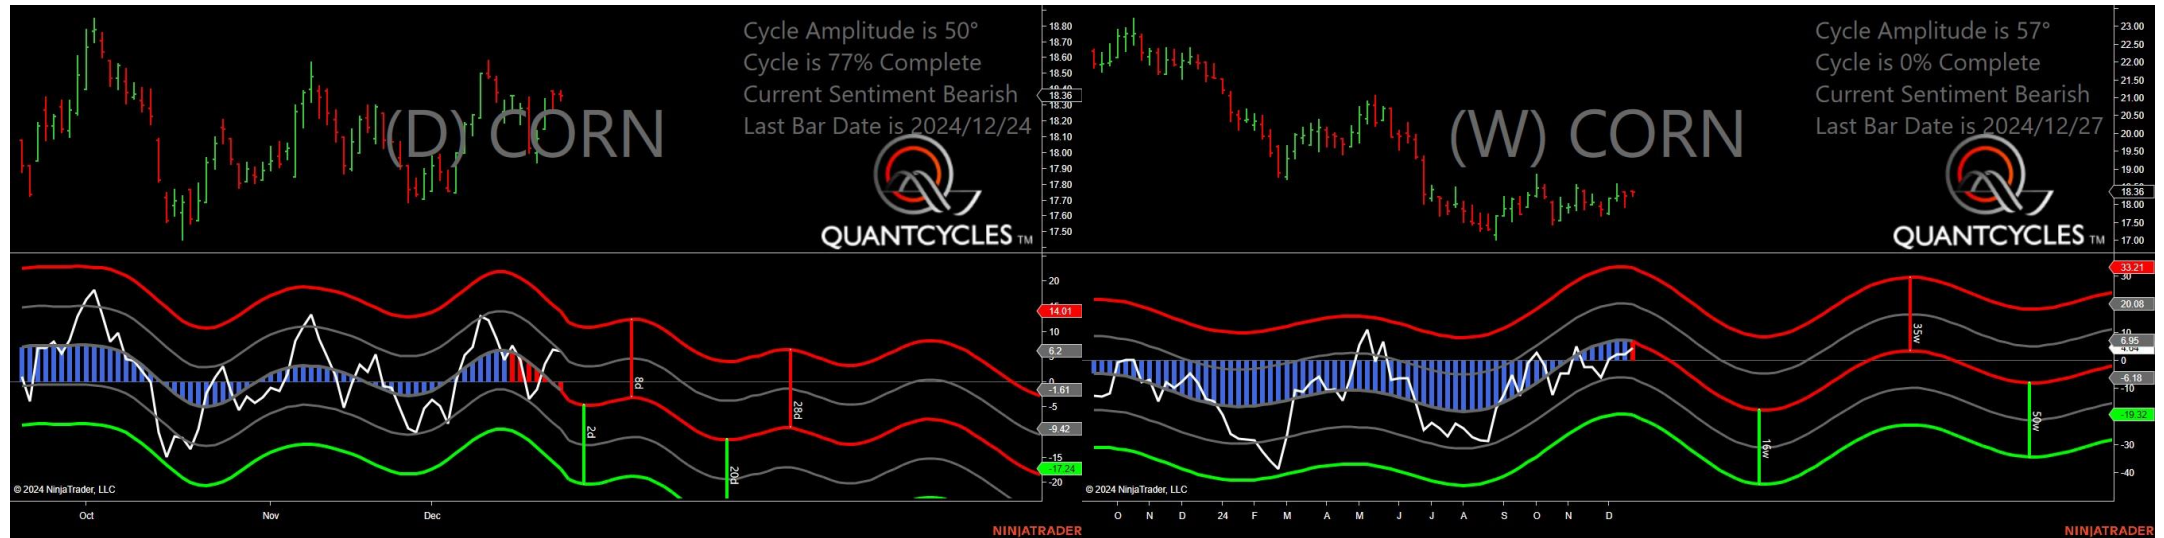 Cycle Amplitude is 50°
Cycle is 77% Complete
Current Sentiment Bearish
Last Bar Date is 2024/12/24
(D) CORN
QUANTCYCLES TM
18.80
18.70
18.60
18.50
18.36
18.30
18.20
18.10
18.00
17.90
17.80
17.70
17.60
17.50
20
14.01
10
6.2
-1.61
-5
-9.42
-15
-17.24
-20
2d
8d
20d
28d
© 2024 NinjaTrader, LLC
Oct Nov Dec
NINJATRADER
Cycle Amplitude is 57°
Cycle is 0% Complete
Current Sentiment Bearish
Last Bar Date is 2024/12/27
(W) CORN
QUANTCYCLES TM
23.00
22.50
22.00
21.50
21.00
20.50
20.00
19.50
19.00
18.36
18.00
17.50
17.00
33.21
30
20.08
10
6.95
0
-6.18
-10
-19.32
-30
-40
16w
35w
50w
© 2024 NinjaTrader, LLC
O N D 24 F M A M J J A S O N D
NINJATRADER